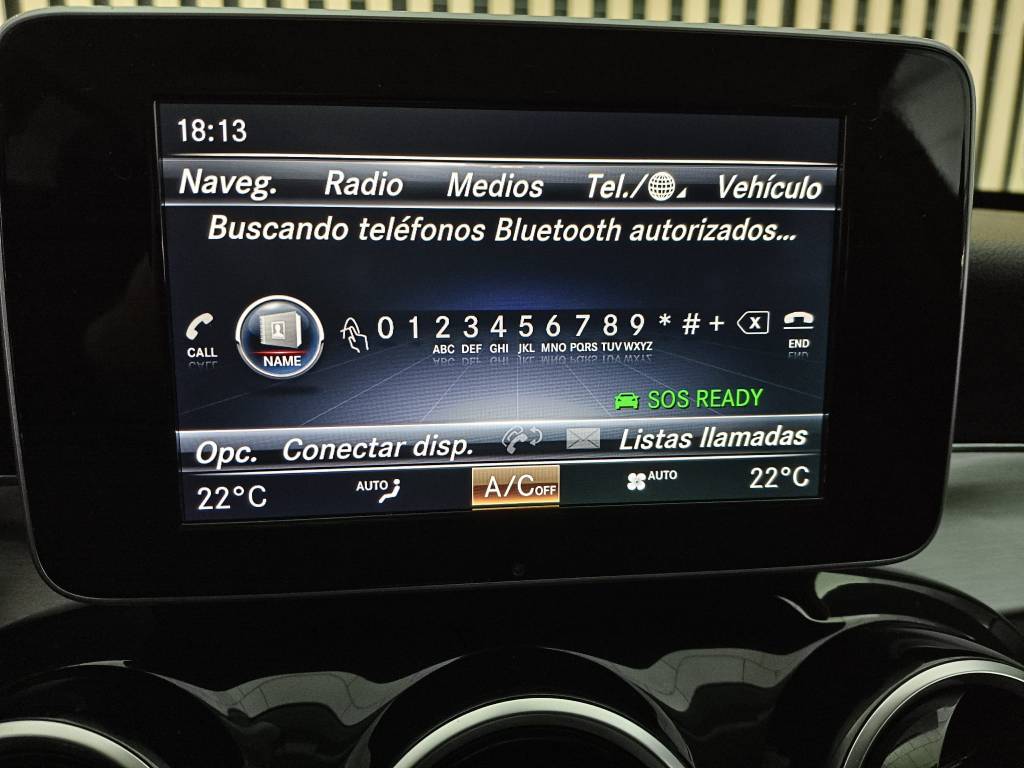 18:13
Naveg. Radio Medios Tel./ Vehículo
Buscando teléfonos Bluetooth autorizados...
CALL NAME 0 1 2 3 4 5 6 7 8 9 * # + X END
ABC DEF GHI JKL MNO PQRS TUV WXYZ
SOS READY
Opc. Conectar disp. Listas llamadas
22°C AUTO A/C OFF AUTO 22°C